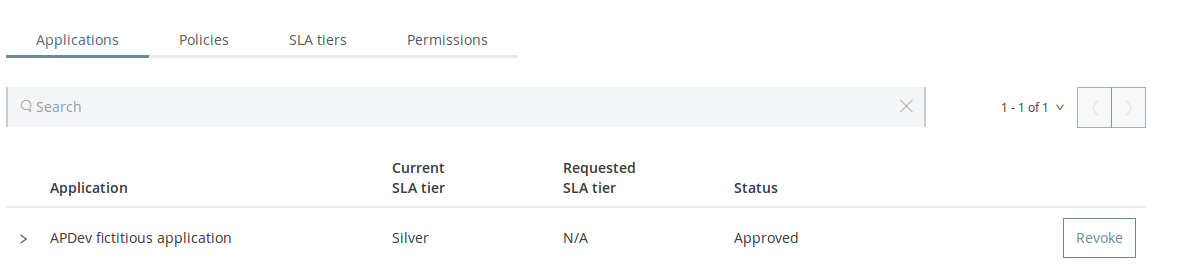 Applications Policies SLA tiers Permissions
Search 1 - 1 of 1
Current Requested
Application SLA tier SLA tier Status
APDev fictitious application Silver N/A Approved Revoke